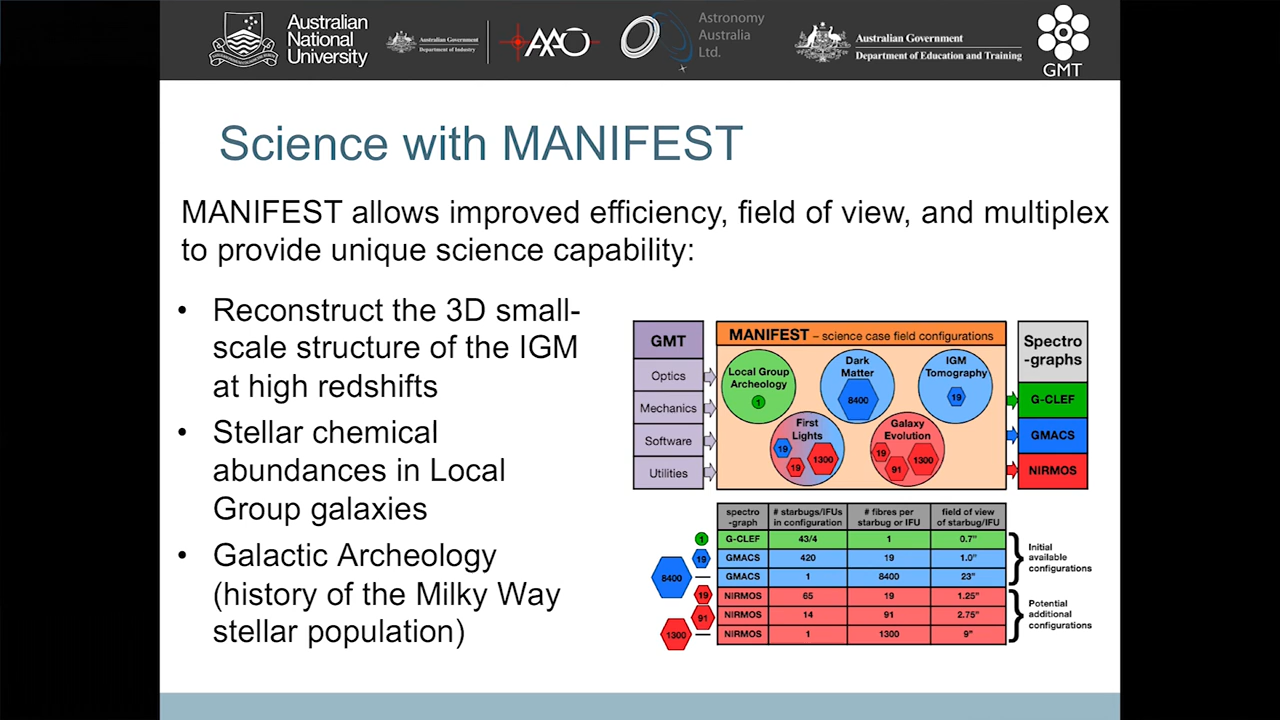 Australian
National
University
Australian Government
Department of Industry
AAO
Astronomy
Australia
Ltd.
Australian Government
Department of Education and Training
GMT
Science with MANIFEST
MANIFEST allows improved efficiency, field of view, and multiplex
to provide unique science capability:
• Reconstruct the 3D small-
scale structure of the IGM
at high redshifts
• Stellar chemical
abundances in Local
Group galaxies
• Galactic Archeology
(history of the Milky Way
stellar population)
GMT
Optics
Mechanics
Software
Utilities
MANIFEST – science case field configurations
Local Group
Archeology
1
Dark
Matter
8400
IGM
Tomography
19
First
Lights
19
19
1300
Galaxy
Evolution
19
91
1300
Spectro
-graphs
G-CLEF
GMACS
NIRMOS
spectro -graph # starbugs/IFUs in configuration # fibres per starbug or IFU field of view of starbug/IFU
1 G-CLEF 43/4 1 0.7"
19 GMACS 420 19 1.0"
8400 GMACS 1 8400 23"
19 NIRMOS 65 19 1.25"
91 NIRMOS 14 91 2.75"
1300 NIRMOS 1 1300 9"
Initial
available
configurations
Potential
additional
configurations